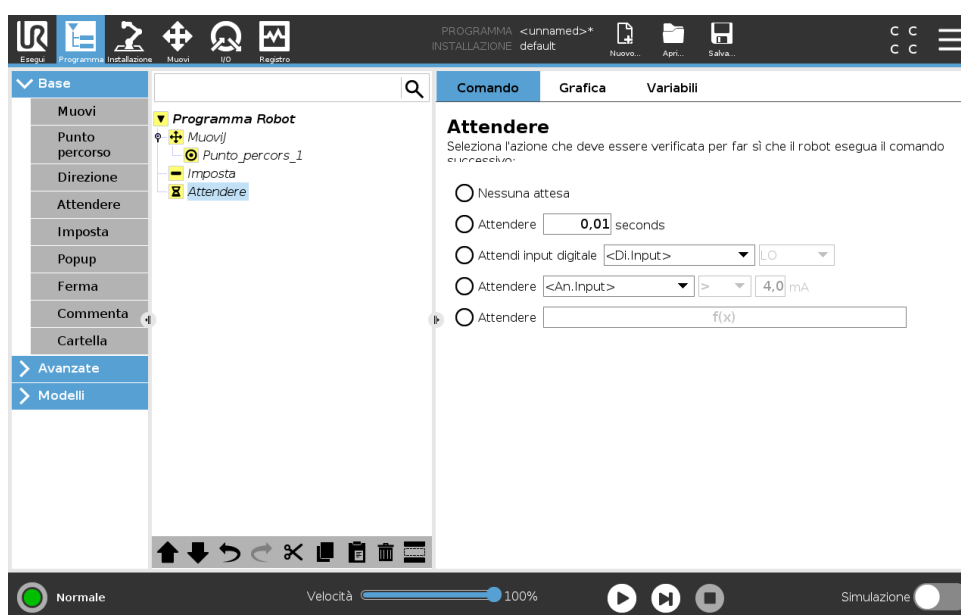 PROGRAMMA <unnamed>*
INSTALLAZIONE default
Esegui Programma Installazione Muovi I/O Registro Nuovo... Apri... Salva...
C C
C C
Base
Muovi
Punto
percorso
Direzione
Attendere
Imposta
Popup
Ferma
Commenta
Cartella
Avanzate
Modelli
Programma Robot
MuoviJ
Punto_percors_1
Imposta
Attendere
Comando Grafica Variabili
Attendere
Seleziona l'azione che deve essere verificata per far sì che il robot esegua il comando
successivo:
Nessuna attesa
Attendere 0,01 seconds
Attendi input digitale <Di.Input> LO
Attendere <An.Input> > 4,0 mA
Attendere f(x)
Normale Velocità 100% Simulazione